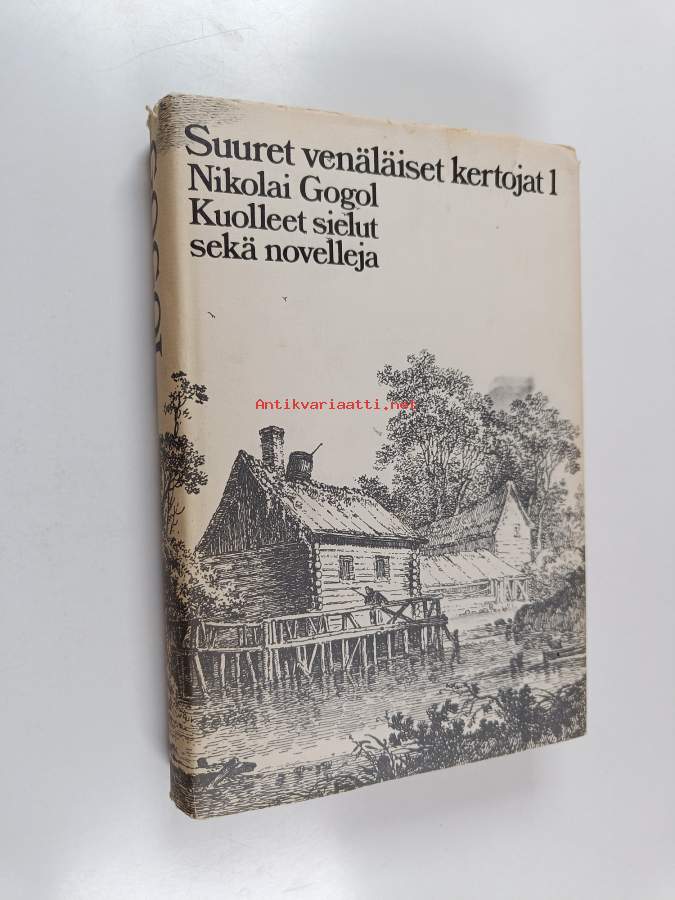 Suuret venäläiset kertojat 1
Nikolai Gogol
Kuolleet sielut
sekä novelleja
GOGOL
Antikvariaatti.net